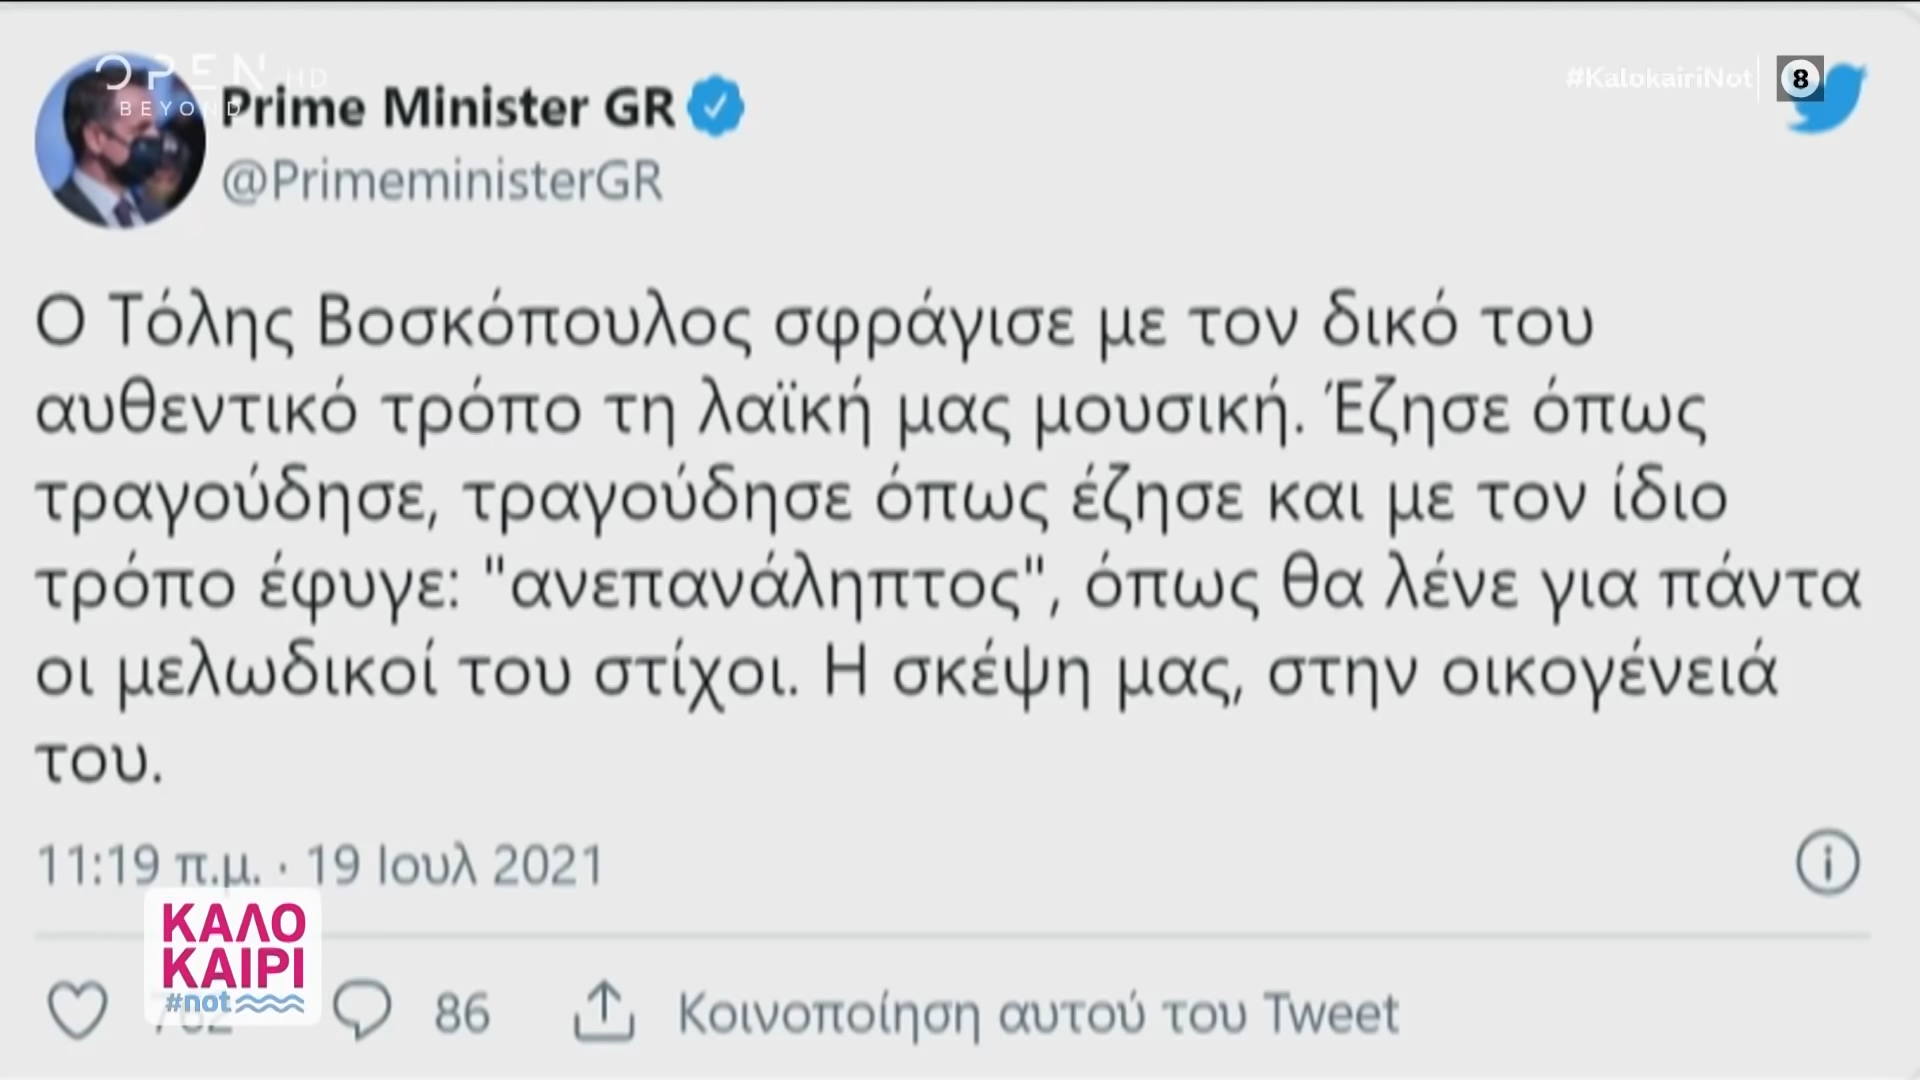 OPEN HD
BEYOND
#KalokairiNot
8
Prime Minister GR
@PrimeministerGR
Ο Τόλης Βοσκόπουλος σφράγισε με τον δικό του
αυθεντικό τρόπο τη λαϊκή μας μουσική. Έζησε όπως
τραγούδησε, τραγούδησε όπως έζησε και με τον ίδιο
τρόπο έφυγε: "ανεπανάληπτος", όπως θα λένε για πάντα
οι μελωδικοί του στίχοι. Η σκέψη μας, στην οικογένειά
του.
11:19 π.μ. · 19 Ιουλ 2021
ΚΑΛΟ
ΚΑΙΡΙ
#not
86
Κοινοποίηση αυτού του Tweet